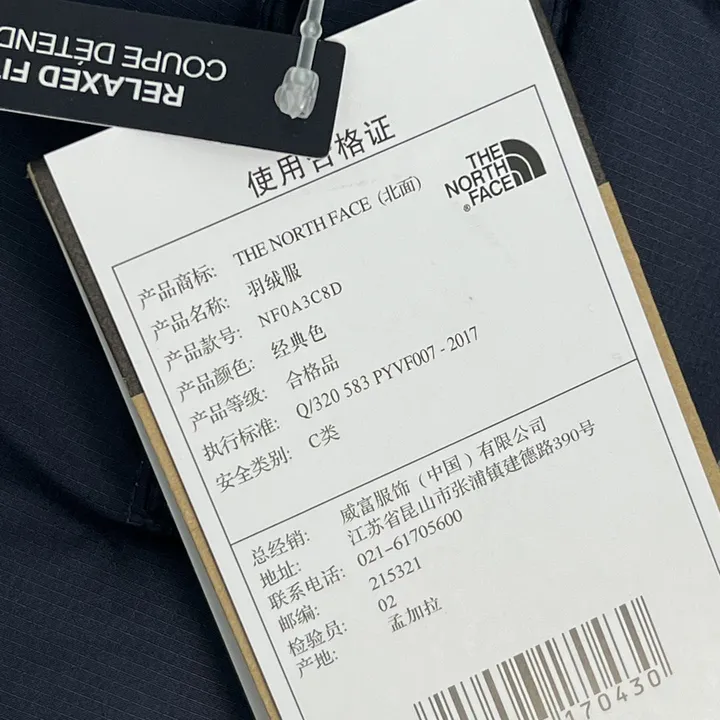 RELAXED FI
COUPE DÉTEND
使用合格证
THE
NORTH
FACE
产品商标: THE NORTH FACE（北面）
产品名称: 羽绒服
产品款号: NF0A3C8D
产品颜色: 经典色
产品等级: 合格品
执行标准: Q/320 583 PYVF007 - 2017
安全类别: C类
总经销: 威富服饰（中国）有限公司
地址: 江苏省昆山市张浦镇建德路390号
联系电话: 021-61705600
邮编: 215321
检验员: 02
产地: 孟加拉
170430